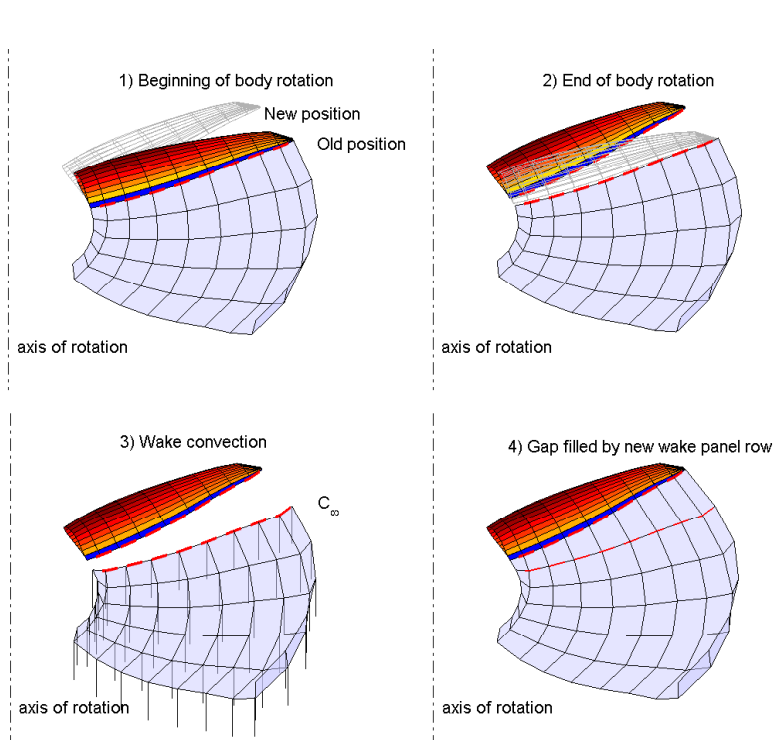 1) Beginning of body rotation
New position
Old position
axis of rotation
2) End of body rotation
axis of rotation
3) Wake convection
C∞
axis of rotation
4) Gap filled by new wake panel row
axis of rotation